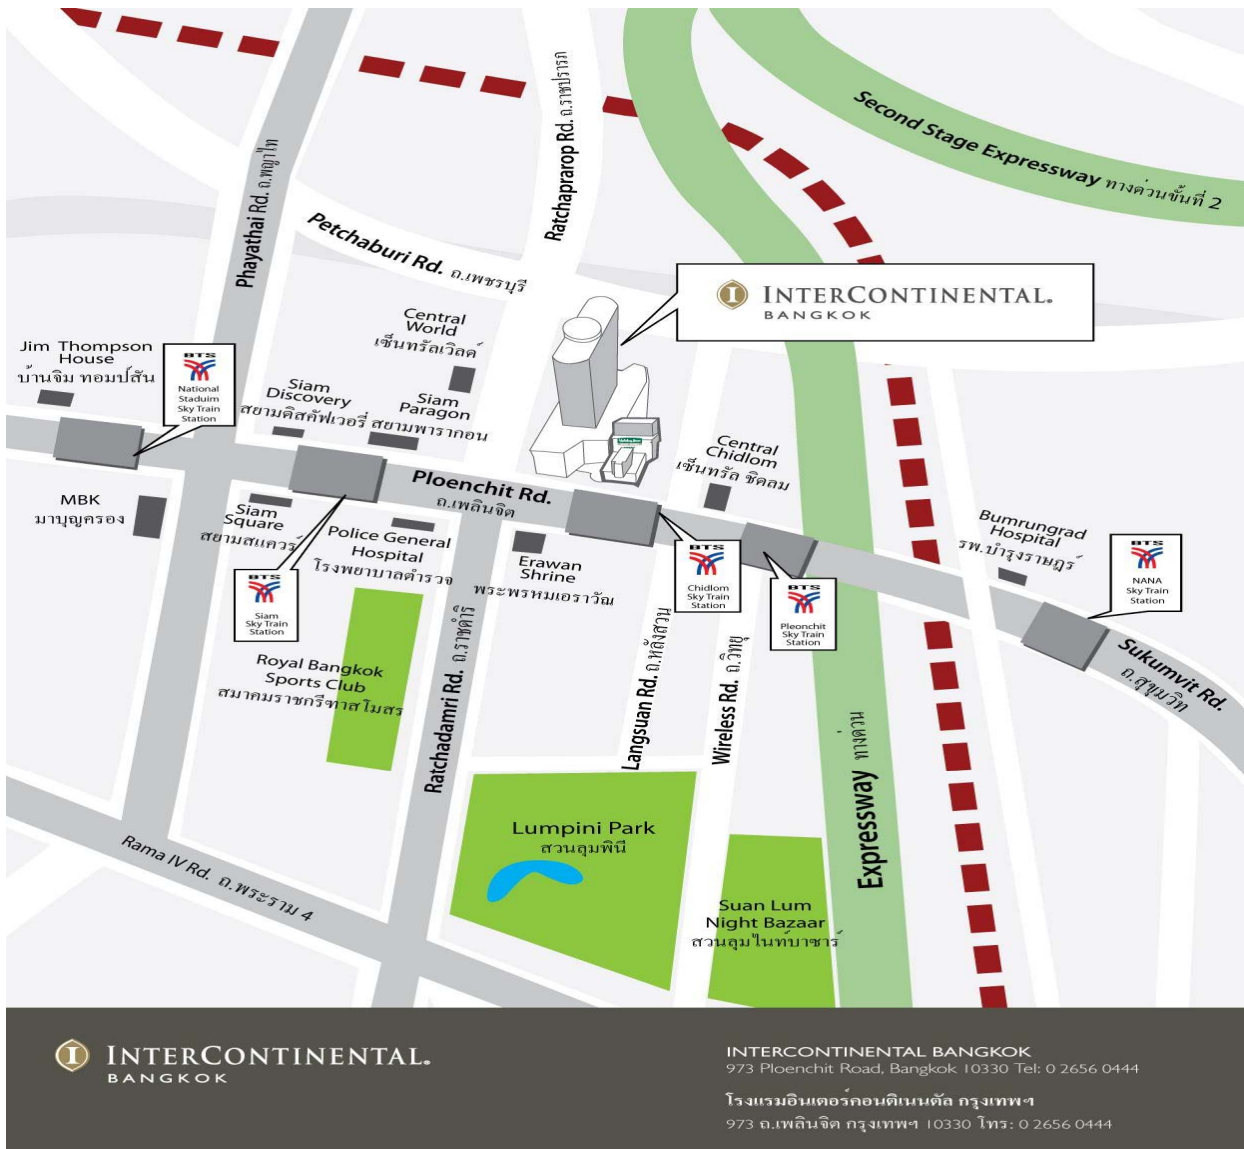 Second Stage Expressway ทางด่วนขั้นที่ 2
Ratchaprarop Rd. ถ.ราชปรารภ
Phayathai Rd. ถ.พญาไท
Petchaburi Rd. ถ.เพชรบุรี
INTERCONTINENTAL.
BANGKOK
Central
World
เซ็นทรัลเวิลด์
Jim Thompson
House
บ้านจิม ทอมป์สัน
BTS
National
Staduim
Sky Train
Station
Siam
Discovery
สยามดิสคัฟเวอรี่
Siam
Paragon
สยามพารากอน
Central
Chidlom
เซ็นทรัล ชิดลม
Ploenchit Rd.
ถ.เพลินจิต
MBK
มาบุญครอง
Siam
Square
สยามสแควร์
Police General
Hospital
โรงพยาบาลตำรวจ
Erawan
Shrine
พระพรหมเอราวัณ
Bumrungrad
Hospital
รพ.บำรุงราษฎร์
BTS
Siam
Sky Train
Station
BTS
Chidlom
Sky Train
Station
BTS
Pleonchit
Sky Train
Station
BTS
NANA
Sky Train
Station
Sukumvit Rd.
ถ.สุขุมวิท
Royal Bangkok
Sports Club
สมาคมราชกรีฑาสโมสร
Ratchadamri Rd. ถ.ราชดำริ
Langsuan Rd. ถ.หลังสวน
Wireless Rd. ถ.วิทยุ
Expressway ทางด่วน
Lumpini Park
สวนลุมพินี
Rama IV Rd. ถ.พระราม 4
Suan Lum
Night Bazaar
สวนลุมไนท์บาซาร์
INTERCONTINENTAL.
BANGKOK
INTERCONTINENTAL BANGKOK
973 Ploenchit Road, Bangkok 10330 Tel: 0 2656 0444
โรงแรมอินเตอร์คอนติเนนตัล กรุงเทพฯ
973 ถ.เพลินจิต กรุงเทพฯ 10330 โทร: 0 2656 0444